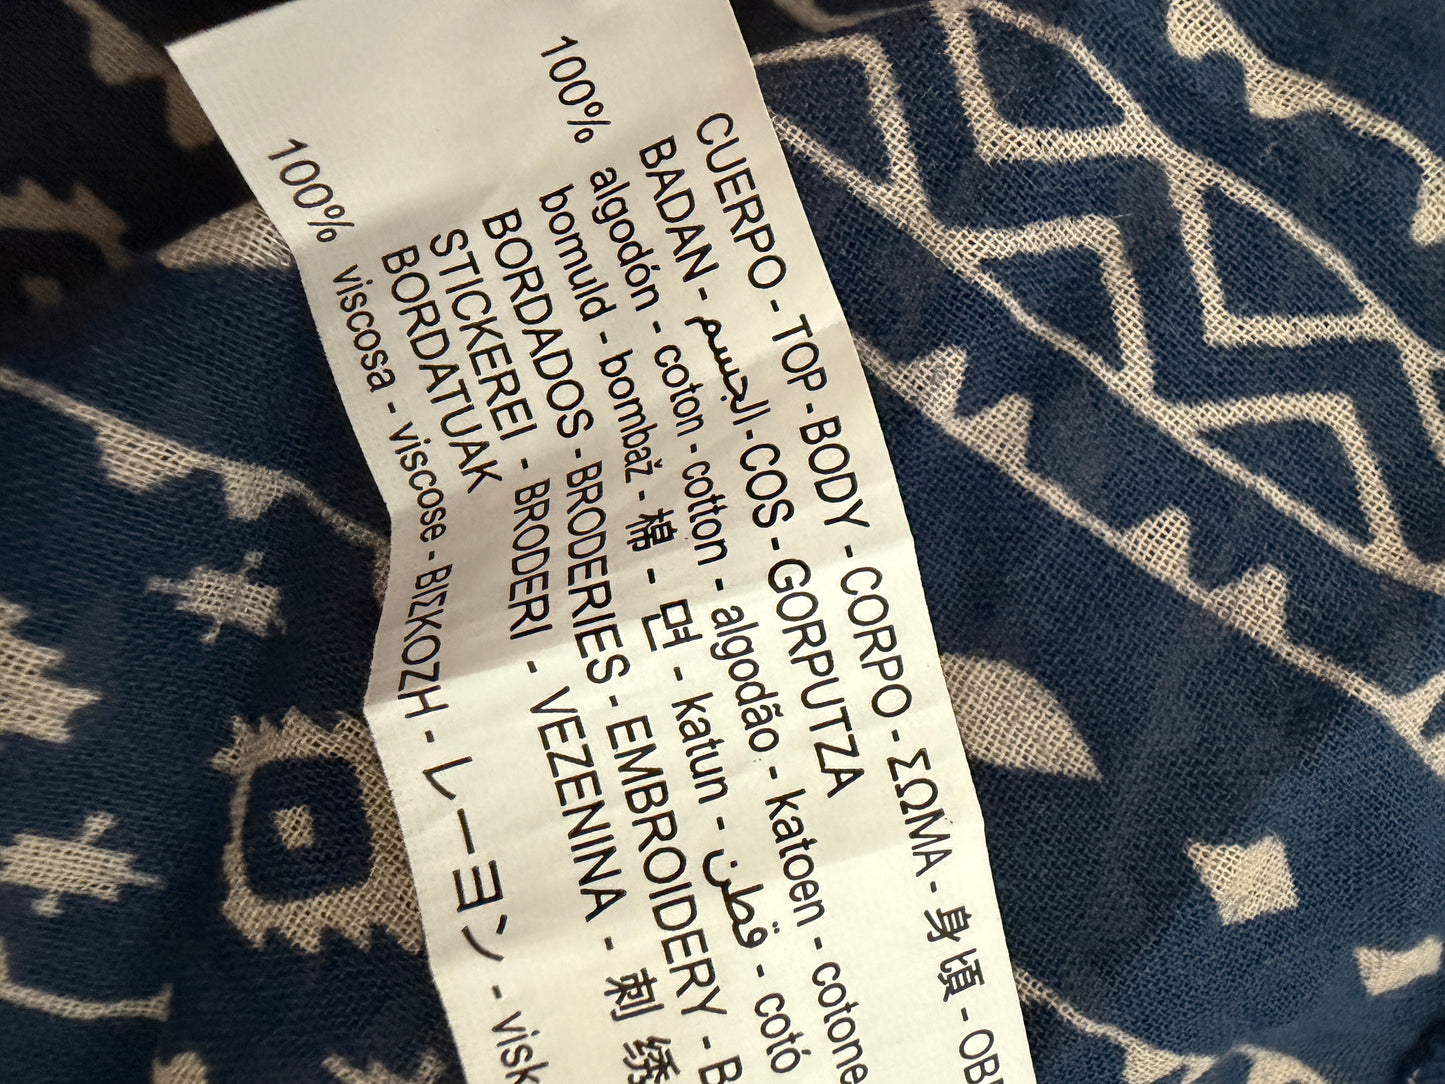 CUERPO - TOP - BODY - CORPO - ΣΩΜΑ - 身頃 -
BADAN - الجسم - COS - GORPUTZA
100% algodón - coton - cotton - algodão - katoen - cotone
bomuld - bombaž - 棉 - 면 - katun - قطن - cotó
BORDADOS - BRODERIES - EMBROIDERY -
STICKEREI - BRODERI - VEZENINA - 刺 绣
BORDATUAK
100% viscosa - viscose - ΒΙΣΚΟΖΗ - レーヨン -